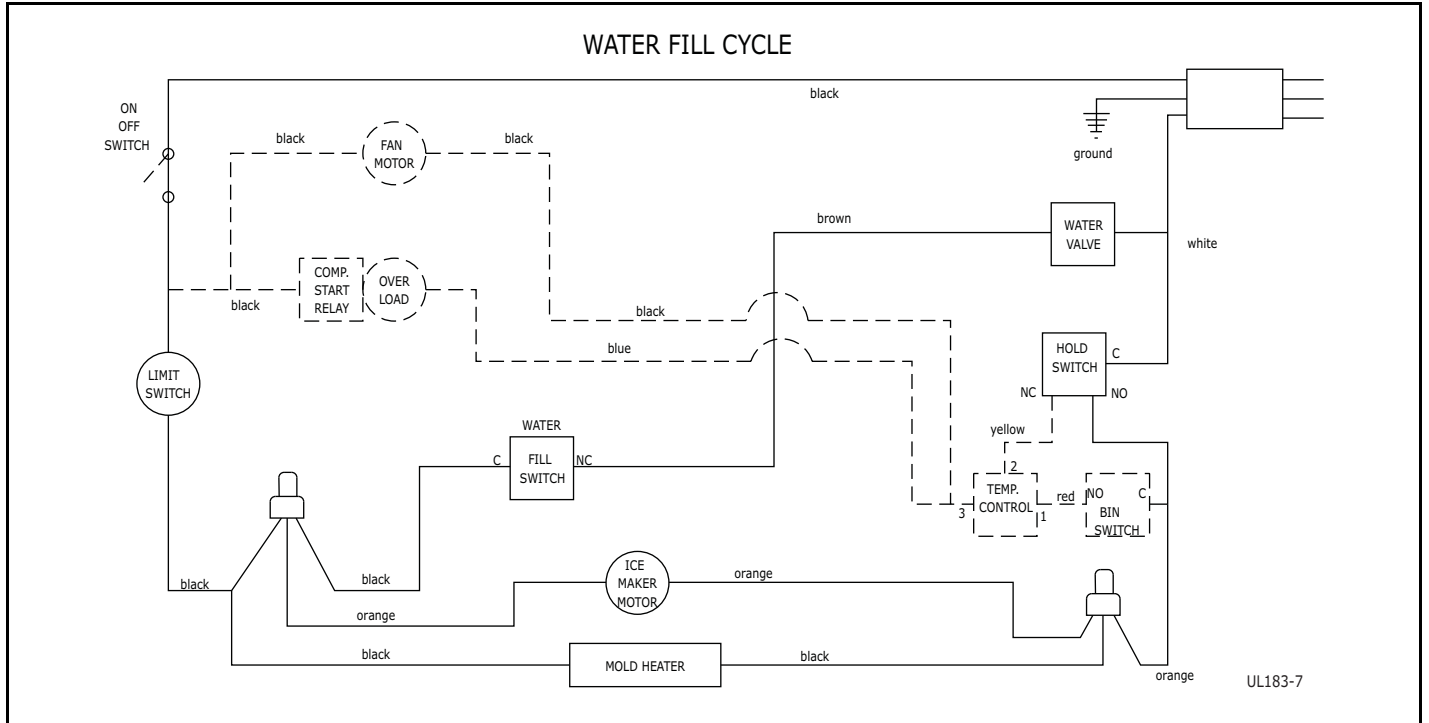 WATER FILL CYCLE
black
ON
OFF
SWITCH
ground
black
FAN
MOTOR
black
brown
WATER
VALVE
white
COMP.
START
RELAY
OVER
LOAD
black
black
blue
HOLD
SWITCH
C
NC
NO
LIMIT
SWITCH
WATER
C
FILL
SWITCH
NC
yellow
2
TEMP.
CONTROL
3
1
red
NO
C
BIN
SWITCH
black
black
orange
ICE
MAKER
MOTOR
orange
black
MOLD HEATER
black
orange
UL183-7